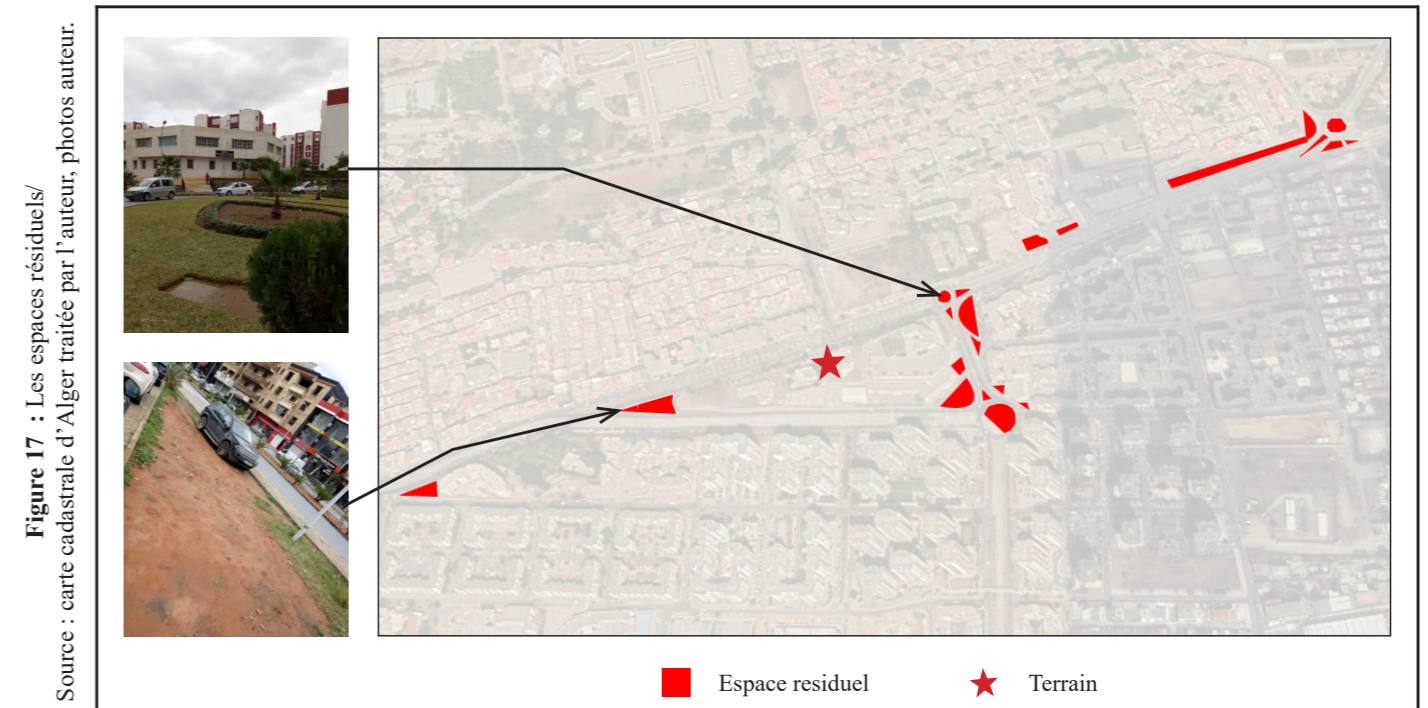 Figure 17 : Les espaces résiduels/
Source : carte cadastrale d’Alger traitée par l’auteur, photos auteur.
Espace residuel
Terrain